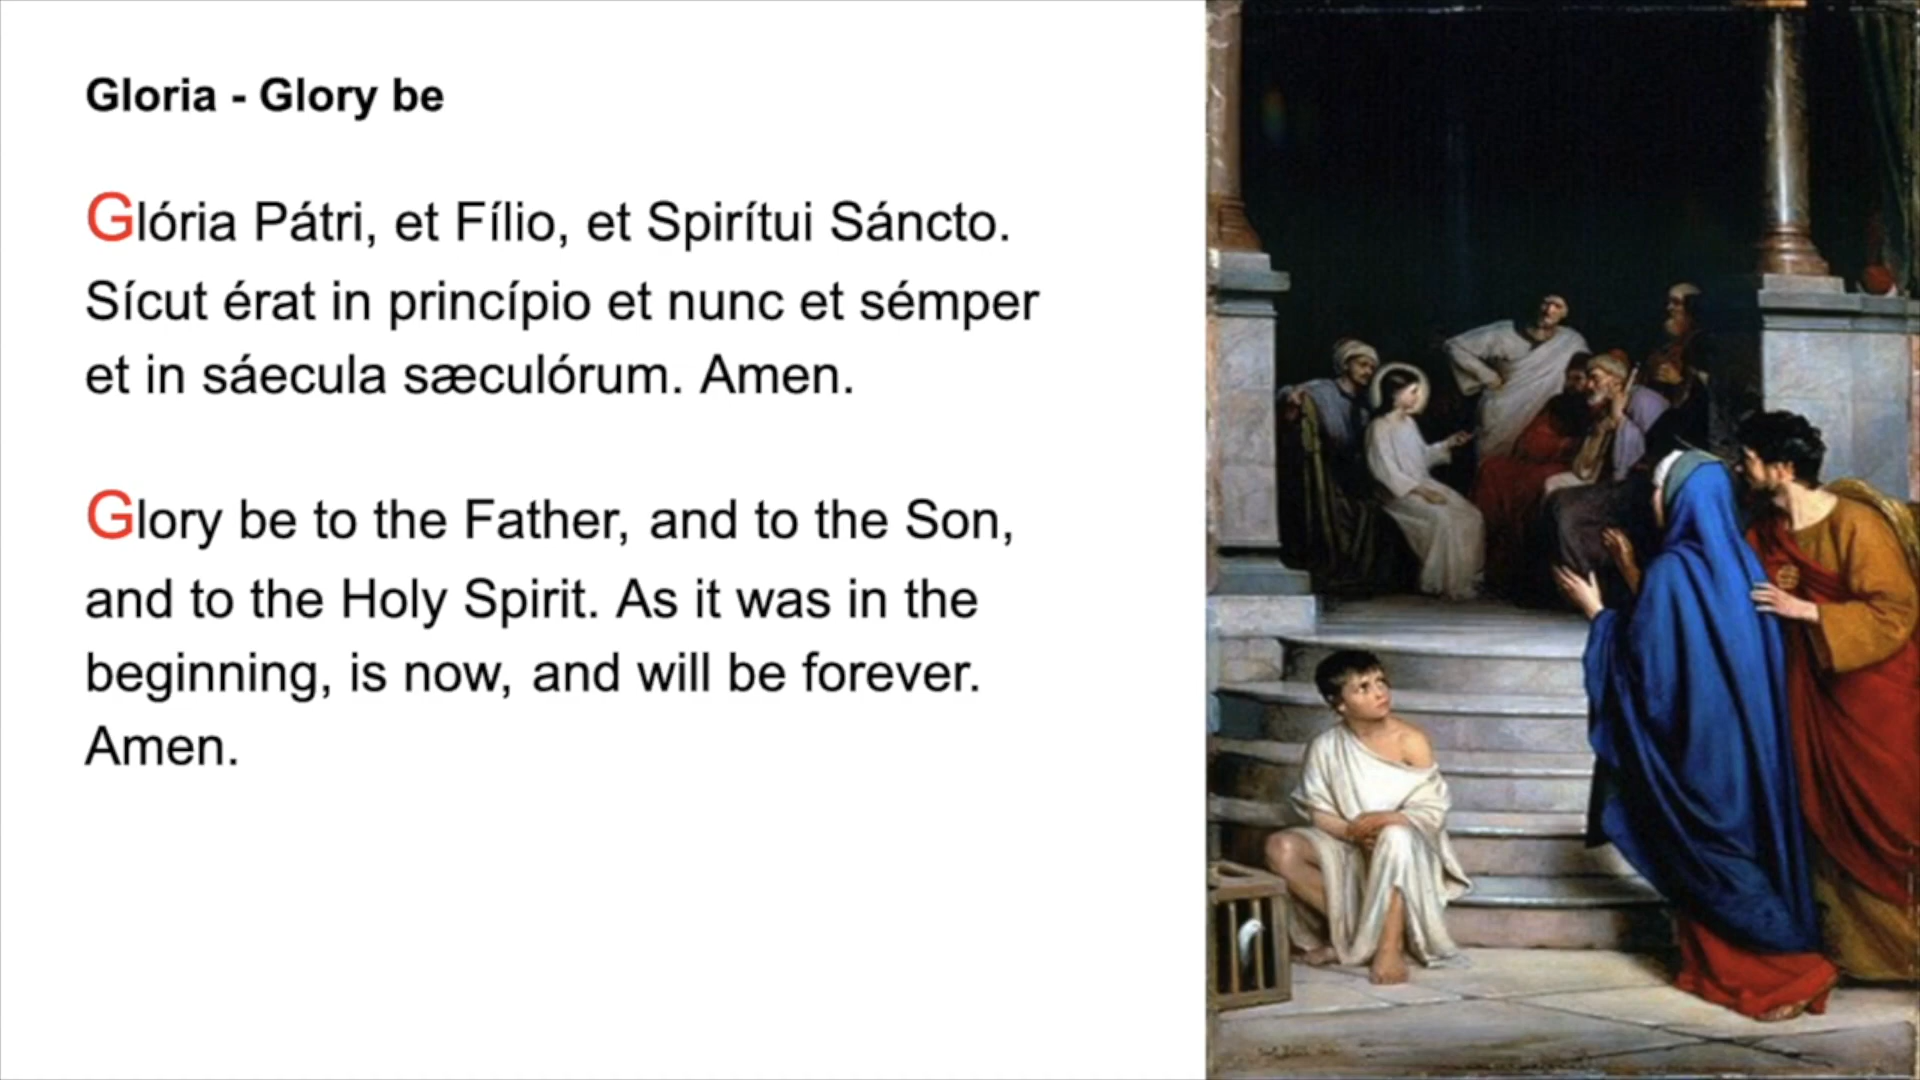 Gloria - Glory be
Glória Pátri, et Fílio, et Spirítui Sáncto.
Sícut érat in princípio et nunc et sémper
et in sáecula sæculórum. Amen.
Glory be to the Father, and to the Son,
and to the Holy Spirit. As it was in the
beginning, is now, and will be forever.
Amen.